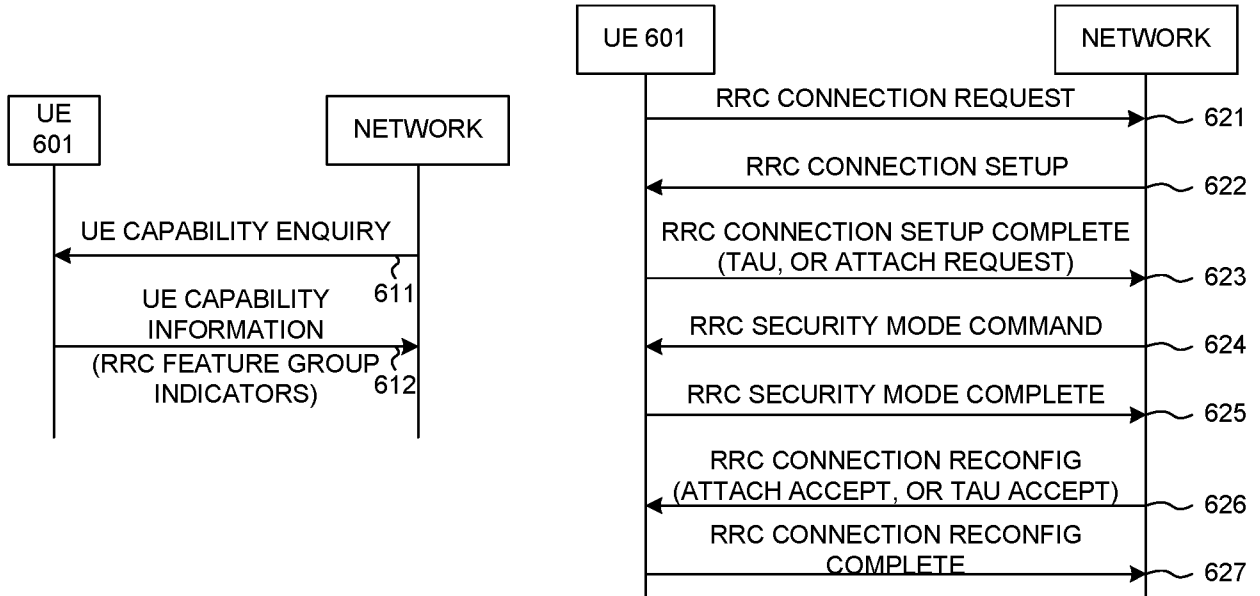 UE
601
NETWORK
UE CAPABILITY ENQUIRY
611
UE CAPABILITY
INFORMATION
(RRC FEATURE GROUP
INDICATORS)
612
UE 601
NETWORK
RRC CONNECTION REQUEST
621
RRC CONNECTION SETUP
622
RRC CONNECTION SETUP COMPLETE
(TAU, OR ATTACH REQUEST)
623
RRC SECURITY MODE COMMAND
624
RRC SECURITY MODE COMPLETE
625
RRC CONNECTION RECONFIG
(ATTACH ACCEPT, OR TAU ACCEPT)
626
RRC CONNECTION RECONFIG
COMPLETE
627